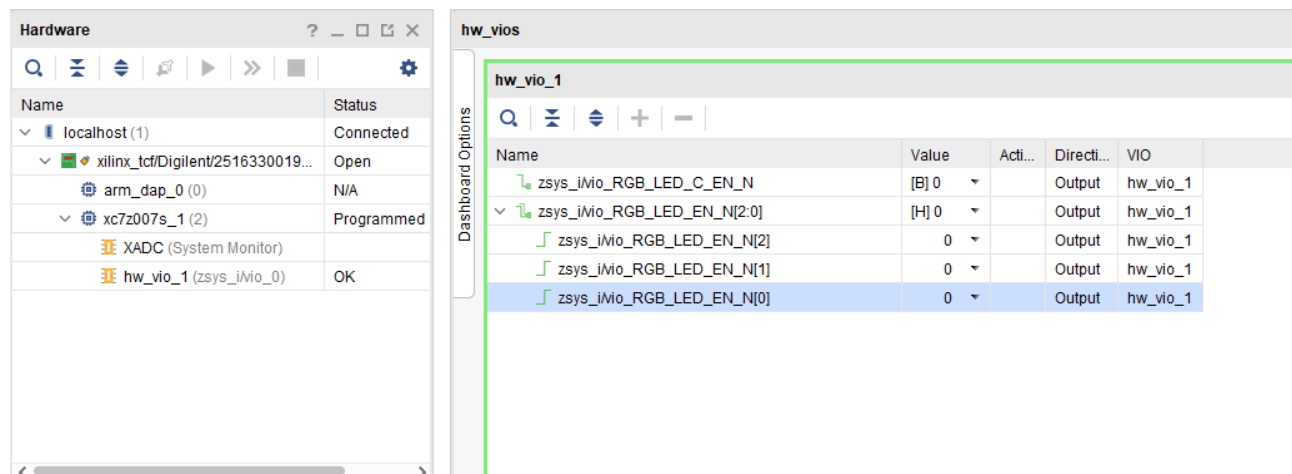 Hardware
?
Name Status
localhost (1) Connected
xilinx_tcf/Digilent/2516330019... Open
arm_dap_0 (0) N/A
xc7z007s_1 (2) Programmed
XADC (System Monitor)
hw_vio_1 (zsys_i/vio_0) OK
hw_vios
Dashboard Options
hw_vio_1
Name Value Acti... Directi... VIO
zsys_i/vio_RGB_LED_C_EN_N [B] 0 Output hw_vio_1
zsys_i/vio_RGB_LED_EN_N[2:0] [H] 0 Output hw_vio_1
zsys_i/vio_RGB_LED_EN_N[2] 0 Output hw_vio_1
zsys_i/vio_RGB_LED_EN_N[1] 0 Output hw_vio_1
zsys_i/vio_RGB_LED_EN_N[0] 0 Output hw_vio_1